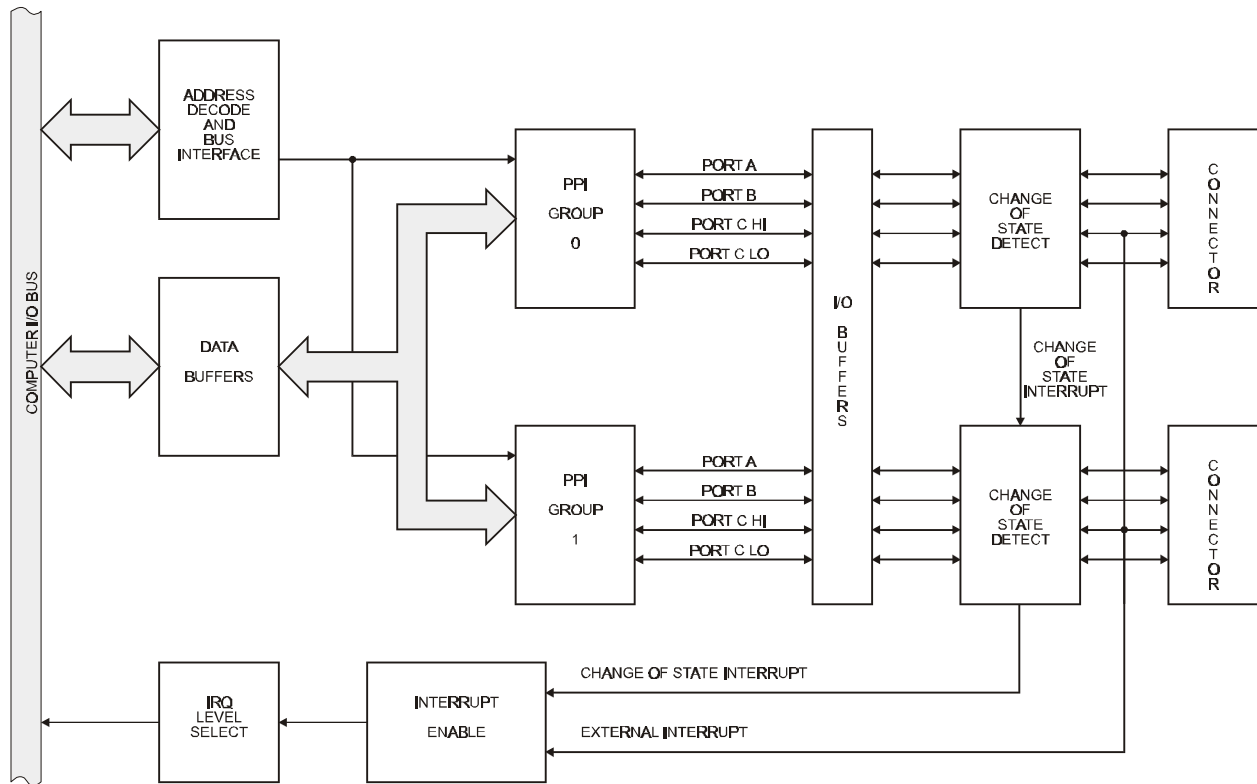 COMPUTER I/O BUS
ADDRESS
DECODE
AND
BUS
INTERFACE
DATA
BUFFERS
PPI
GROUP
0
PORT A
PORT B
PORT C HI
PORT C LO
I/O
BUFFERS
CHANGE
OF
STATE
DETECT
CONNECTOR
CHANGE
OF
STATE
INTERRUPT
PPI
GROUP
1
PORT A
PORT B
PORT C HI
PORT C LO
CHANGE
OF
STATE
DETECT
CONNECTOR
IRQ
LEVEL
SELECT
INTERRUPT
ENABLE
CHANGE OF STATE INTERRUPT
EXTERNAL INTERRUPT